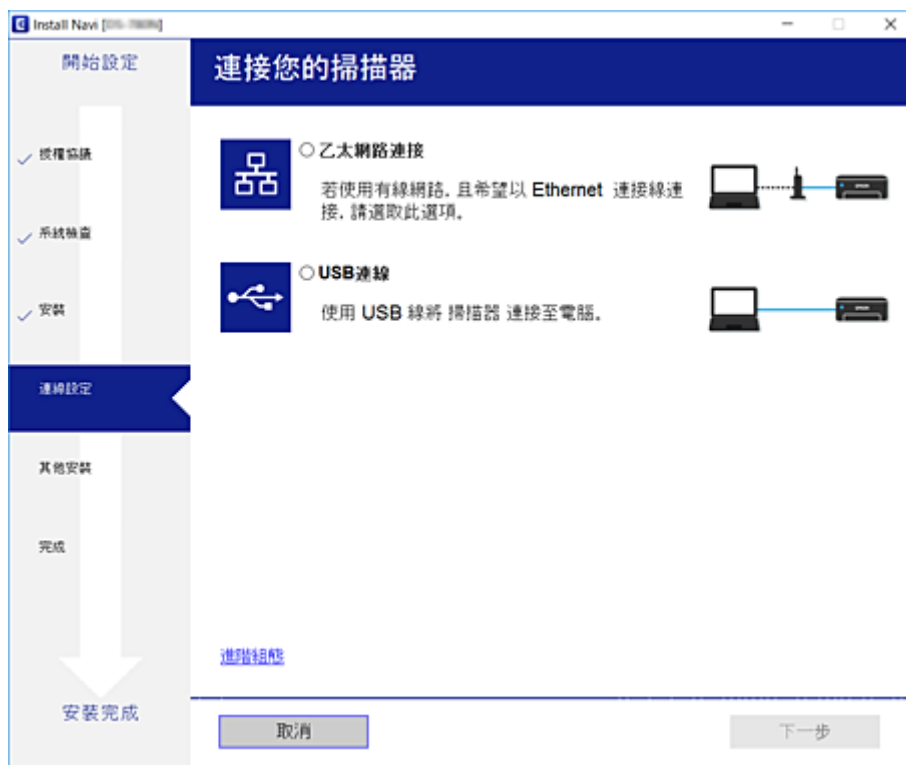 Install Navi
開始設定
授權協議
系統檢查
安裝
連線設定
其他安裝
完成
安裝完成
連接您的掃描器
乙太網路連接
若使用有線網路, 且希望以 Ethernet 連接線連
接, 請選取此選項。
USB連線
使用 USB 線將 掃描器 連接至電腦。
進階組態
取消
下一步